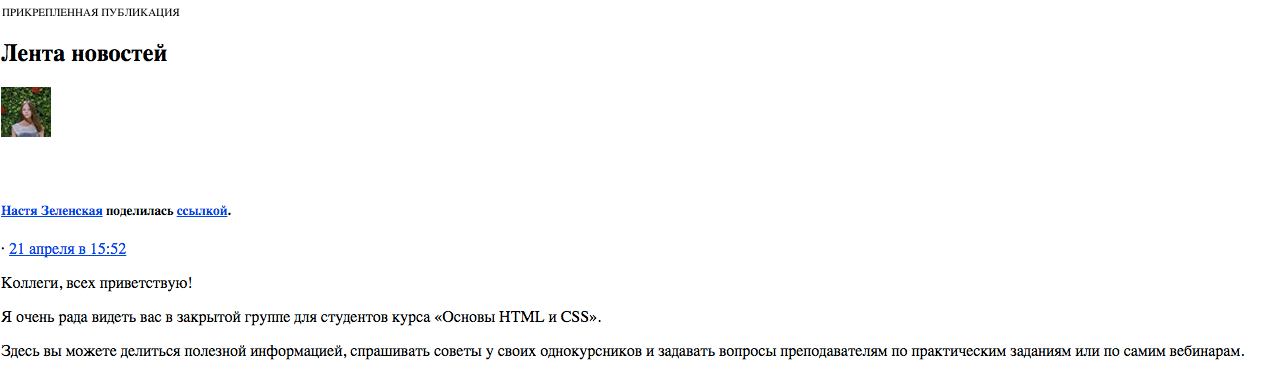 ПРИКРЕПЛЕННАЯ ПУБЛИКАЦИЯ
Лента новостей
Настя Зеленская поделилась ссылкой.
· 21 апреля в 15:52
Коллеги, всех приветствую!
Я очень рада видеть вас в закрытой группе для студентов курса «Основы HTML и CSS».
Здесь вы можете делиться полезной информацией, спрашивать советы у своих однокурсников и задавать вопросы преподавателям по практическим заданиям или по самим вебинарам.